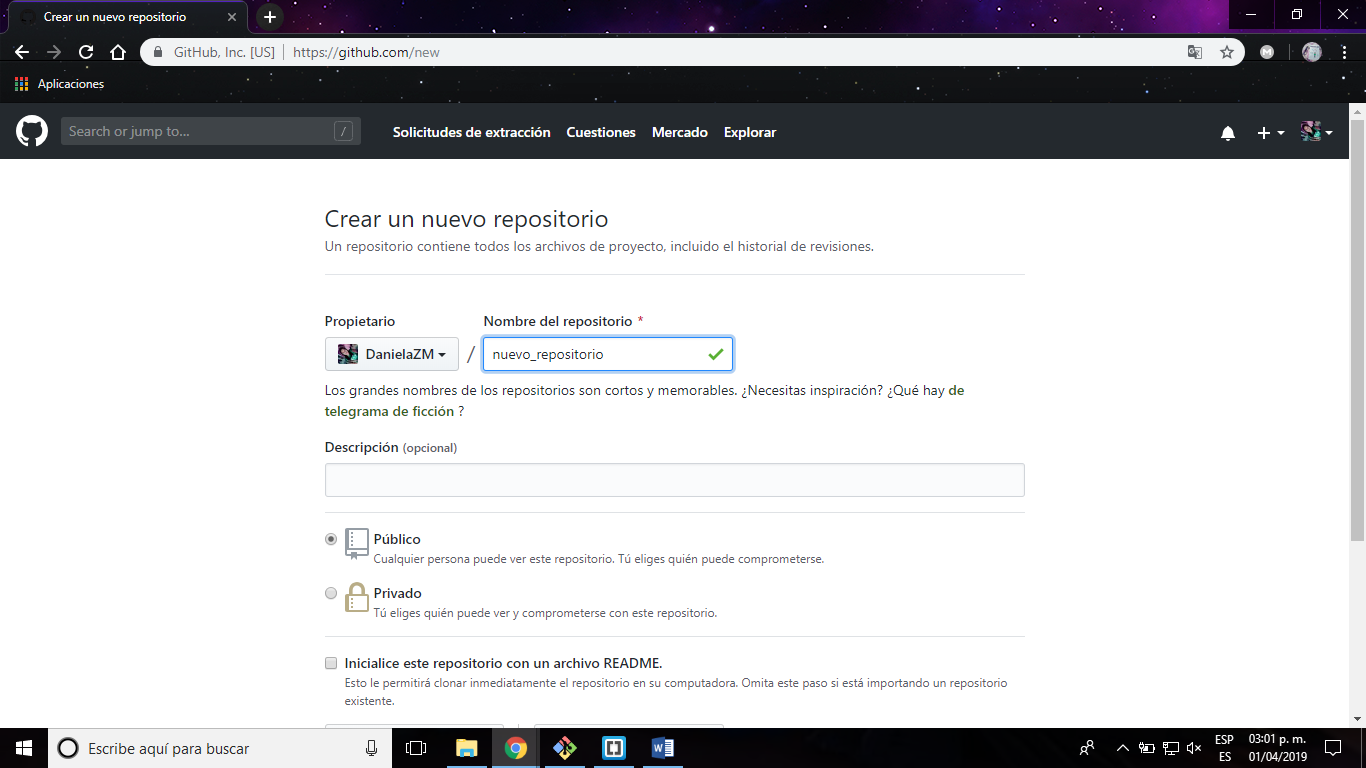 Crear un nuevo repositorio
GitHub, Inc. [US] https://github.com/new
M
Aplicaciones
Search or jump to... /
Solicitudes de extracción Cuestiones Mercado Explorar
Crear un nuevo repositorio
Un repositorio contiene todos los archivos de proyecto, incluido el historial de revisiones.
Propietario Nombre del repositorio *
DanielaZM / nuevo_repositorio
Los grandes nombres de los repositorios son cortos y memorables. ¿Necesitas inspiración? ¿Qué hay de
telegrama de ficción ?
Descripción (opcional)
Público
Cualquier persona puede ver este repositorio. Tú eliges quién puede comprometerse.
Privado
Tú eliges quién puede ver y comprometerse con este repositorio.
Inicialice este repositorio con un archivo README.
Esto le permitirá clonar inmediatamente el repositorio en su computadora. Omita este paso si está importando un repositorio
existente.
Escribe aquí para buscar
ESP 03:01 p. m.
ES 01/04/2019